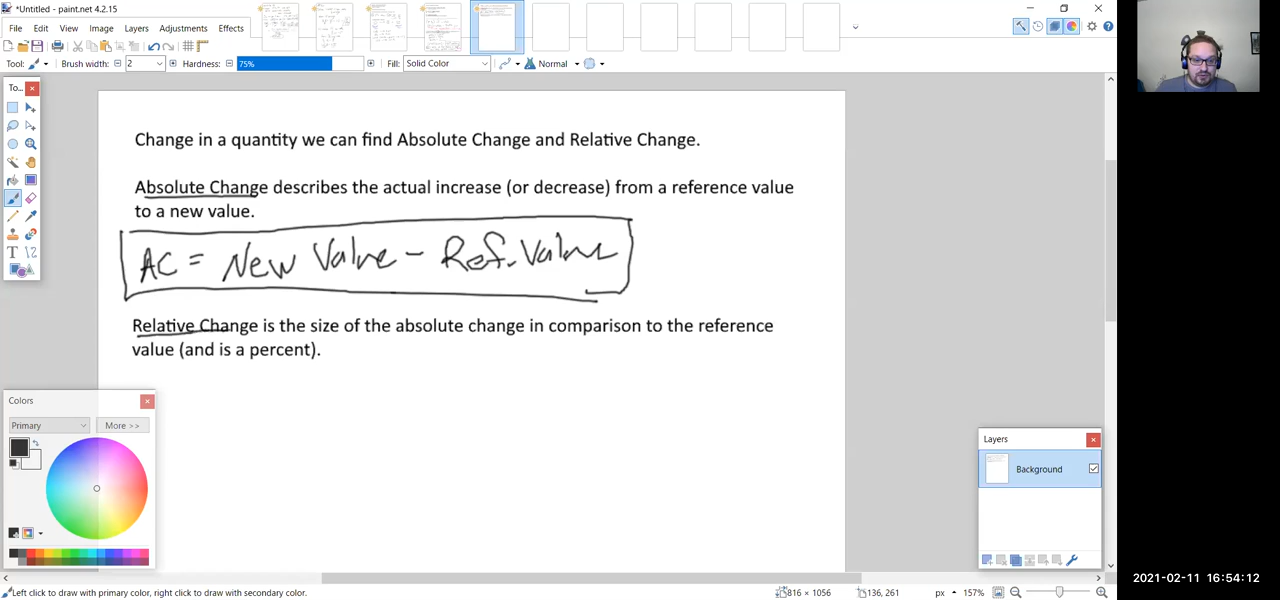 *Untitled - paint.net 4.2.15
File Edit View Image Layers Adjustments Effects
Tool: Brush width: 2 Hardness: 75% Fill: Solid Color Normal
To...
Change in a quantity we can find Absolute Change and Relative Change.
Absolute Change describes the actual increase (or decrease) from a reference value
to a new value.
AC = New Value - Ref. Value
Relative Change is the size of the absolute change in comparison to the reference
value (and is a percent).
Colors
Primary More >>
Layers
Background
2021-02-11 16:54:12
Left click to draw with primary color, right click to draw with secondary color. 816 × 1056 136, 261 px 157%